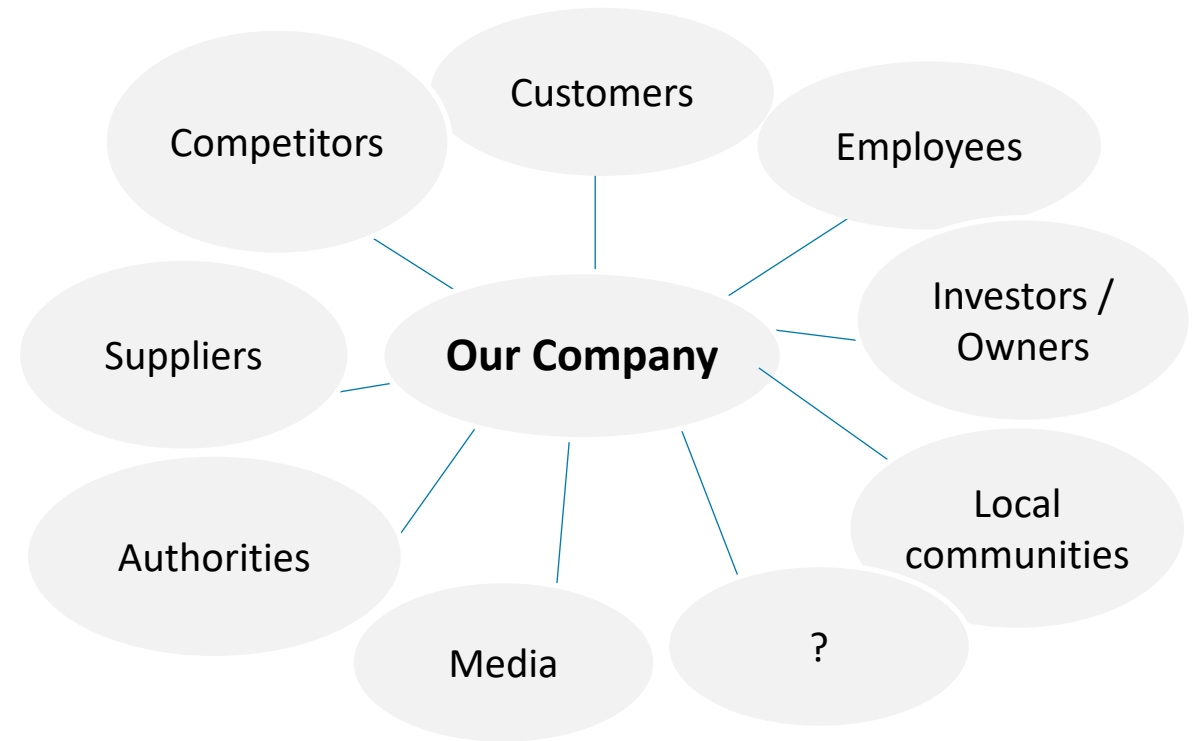 Customers
Competitors
Employees
Investors /
Owners
Our Company
Suppliers
Local
communities
Authorities
?
Media